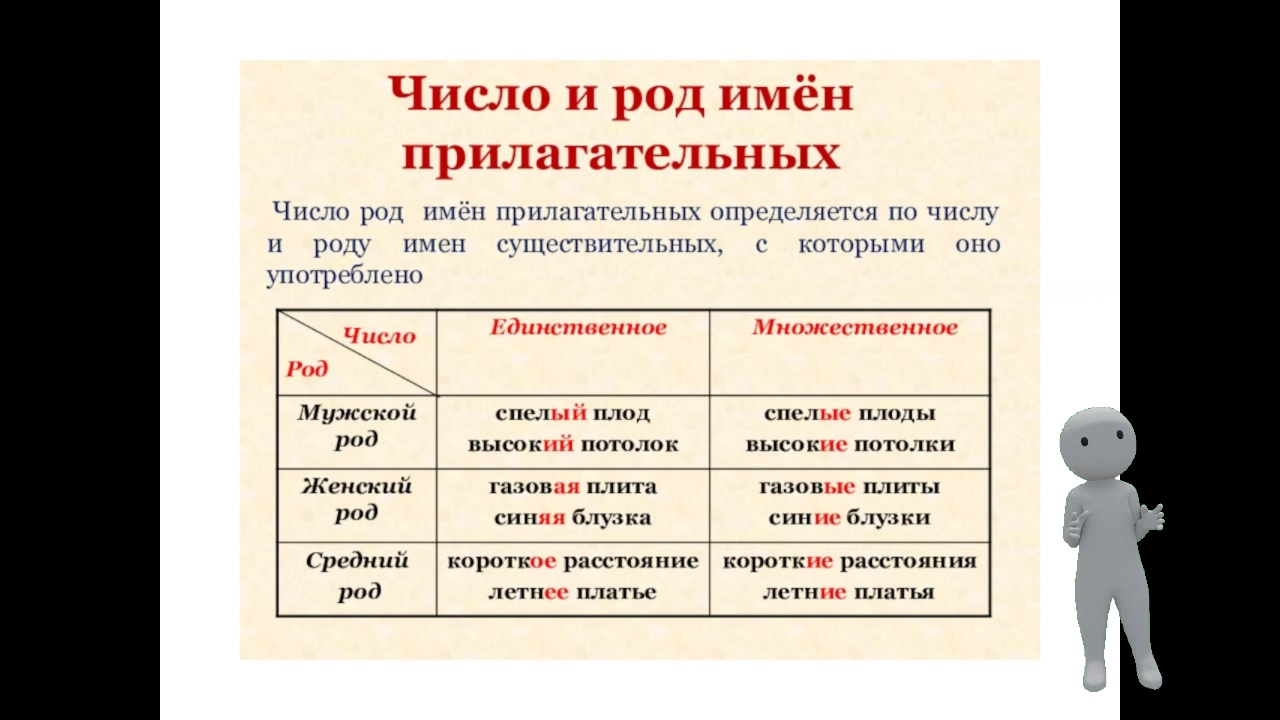 Число и род имён
прилагательных
Число род имён прилагательных определяется по числу
и роду имен существительных, с которыми оно
употреблено
Число
Род
Единственное
Множественное
Мужской
род
спелый плод
высокий потолок
спелые плоды
высокие потолки
Женский
род
газовая плита
синяя блузка
газовые плиты
синие блузки
Средний
род
короткое расстояние
летнее платье
короткие расстояния
летние платья